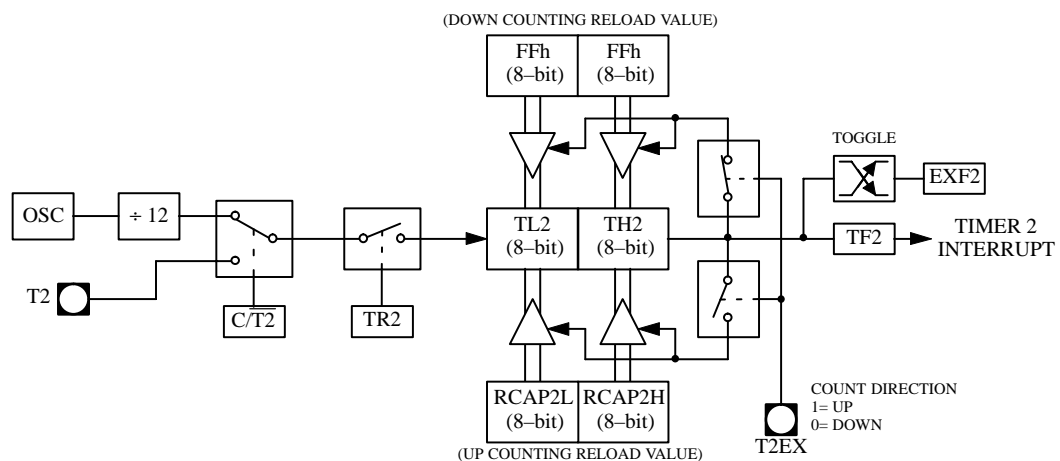 (DOWN COUNTING RELOAD VALUE)
FFh
(8–bit)
FFh
(8–bit)
TOGGLE
EXF2
OSC
÷ 12
TL2
(8–bit)
TH2
(8–bit)
TF2
TIMER 2
INTERRUPT
T2
C/T2
TR2
RCAP2L
(8–bit)
RCAP2H
(8–bit)
(UP COUNTING RELOAD VALUE)
COUNT DIRECTION
1= UP
0= DOWN
T2EX